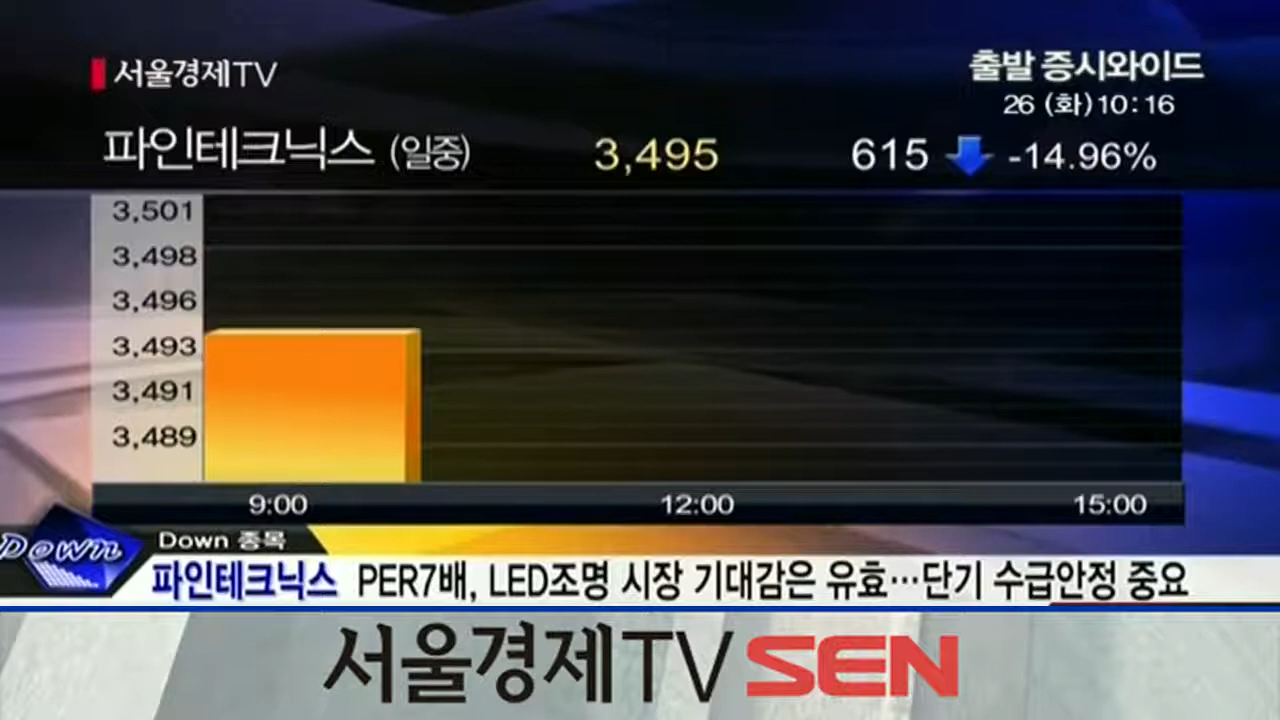 서울경제TV
출발 증시와이드
26 (화) 10:16
파인테크닉스 (일중) 3,495 615 -14.96%
3,501
3,498
3,496
3,493
3,491
3,489
9:00 12:00 15:00
Down
Down 종목
파인테크닉스 PER7배, LED조명 시장 기대감은 유효…단기 수급안정 중요
서울경제TV SEN